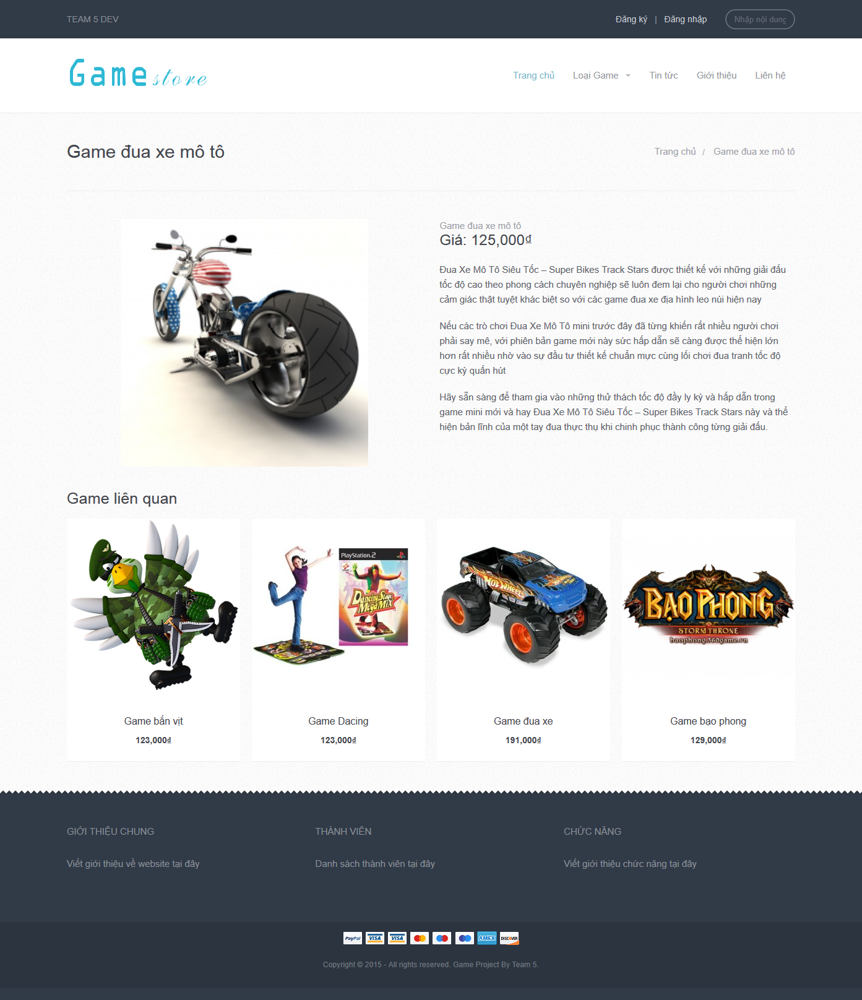 TEAM 5 DEV
Đăng ký | Đăng nhập
Nhập nội dung
Game store
Trang chủ
Loại Game
Tin tức
Giới thiệu
Liên hệ
Game đua xe mô tô
Trang chủ / Game đua xe mô tô
Game đua xe mô tô
Giá: 125,000₫
Đua Xe Mô Tô Siêu Tốc – Super Bikes Track Stars được thiết kế với những giải đấu
tốc độ cao theo phong cách chuyên nghiệp sẽ luôn đem lại cho người chơi những
cảm giác thật tuyệt khác biệt so với các game đua xe địa hình leo núi hiện nay
Nếu các trò chơi Đua Xe Mô Tô mini trước đây đã từng khiến rất nhiều người chơi
phải say mê, với phiên bản game mới này sức hấp dẫn sẽ càng được thể hiện lớn
hơn rất nhiều nhờ vào sự đầu tư thiết kế chuẩn mực cùng lối chơi đua tranh tốc độ
cực kỳ quấn hút
Hãy sẵn sàng để tham gia vào những thử thách tốc độ đầy ly kỳ và hấp dẫn trong
game mini mới và hay Đua Xe Mô Tô Siêu Tốc – Super Bikes Track Stars này và thể
hiện bản lĩnh của một tay đua thực thụ khi chinh phục thành công từng giải đấu.
Game liên quan
PlayStation.2
Dancing Stage
MegaMiX
Hot Wheels
BẠO PHONG
STORM THRONE
baophong.360game.vn
Game bắn vịt
123,000₫
Game Dacing
123,000₫
Game đua xe
191,000₫
Game bạo phong
129,000₫
GIỚI THIỆU CHUNG
Viết giới thiệu về website tại đây
THÀNH VIÊN
Danh sách thành viên tại đây
CHỨC NĂNG
Viết giới thiệu chức năng tại đây
PayPal VISA VISA AMEX DISCOVER
Copyright © 2015 - All rights reserved. Game Project By Team 5.